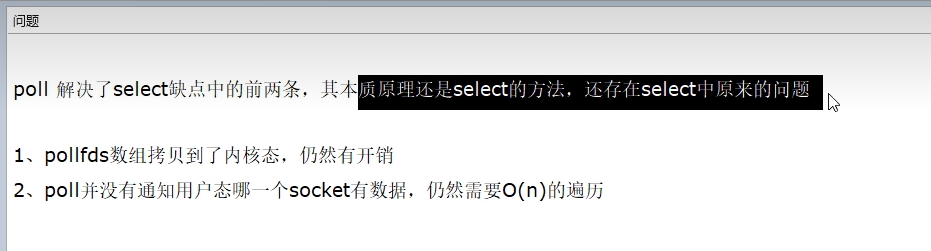 问题
poll 解决了select缺点中的前两条，其本质原理还是select的方法，还存在select中原来的问题
1、pollfds数组拷贝到了内核态，仍然有开销
2、poll并没有通知用户态哪一个socket有数据，仍然需要O(n)的遍历